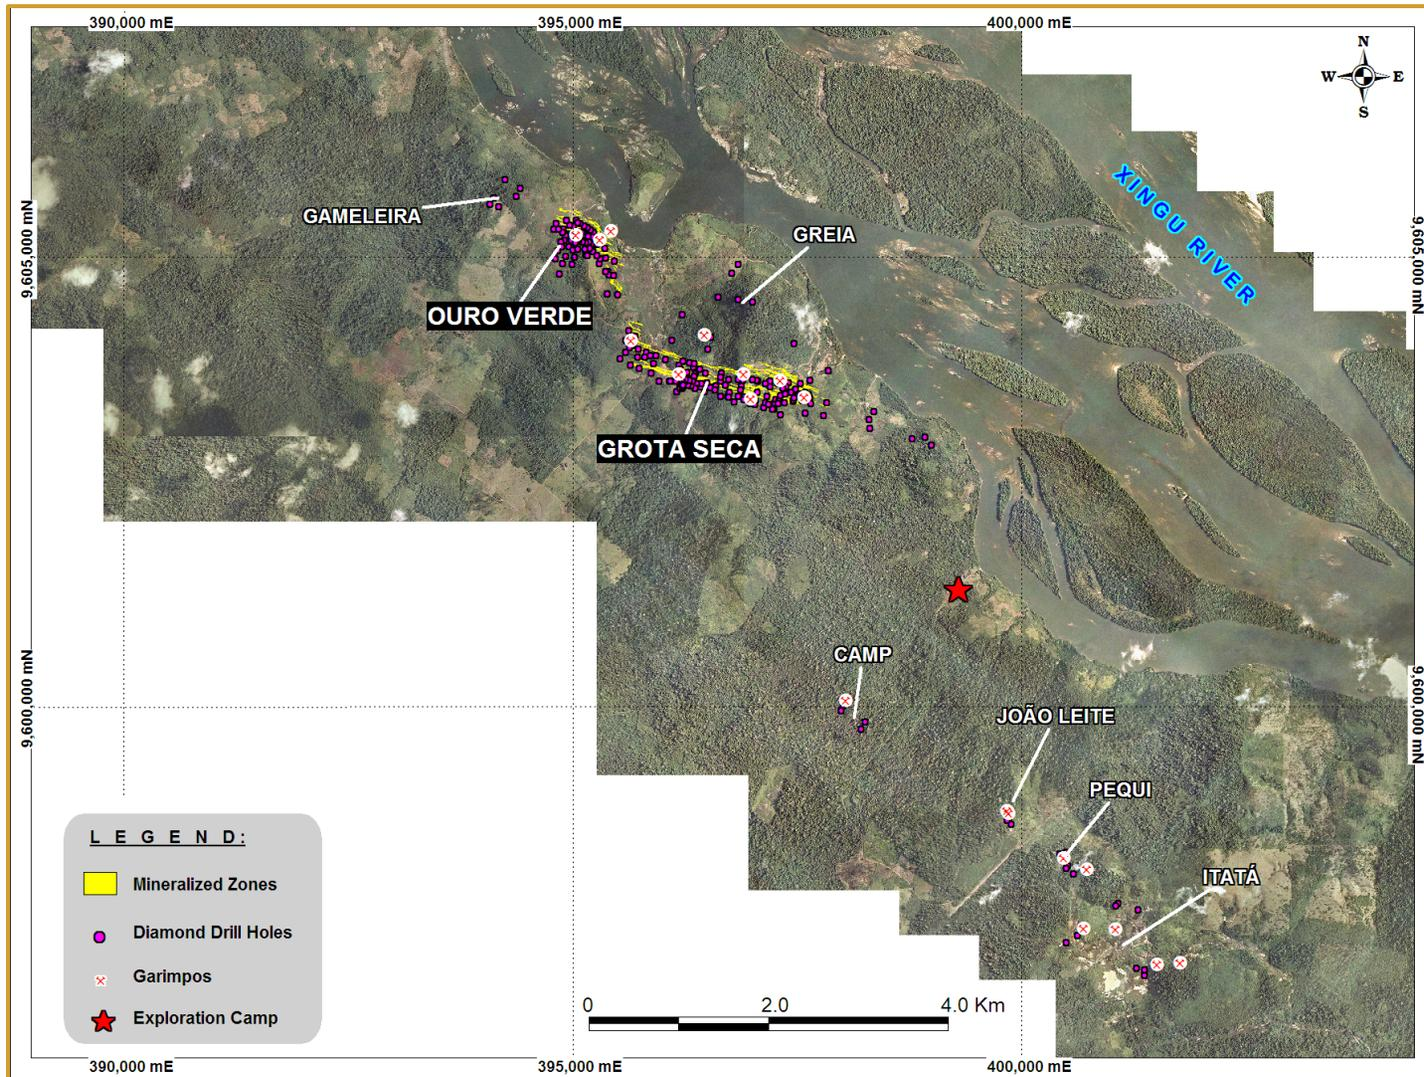 390,000 mE
395,000 mE
400,000 mE
N
W E
S
XINGU RIVER
GAMELEIRA
GREIA
9,605,000 mN
9,605,000 mN
OURO VERDE
GROTA SECA
CAMP
9,600,000 mN
9,600,000 mN
JOÃO LEITE
PEQUI
ITATÁ
L E G E N D :
Mineralized Zones
Diamond Drill Holes
Garimpos
Exploration Camp
0 2.0 4.0 Km
390,000 mE
395,000 mE
400,000 mE